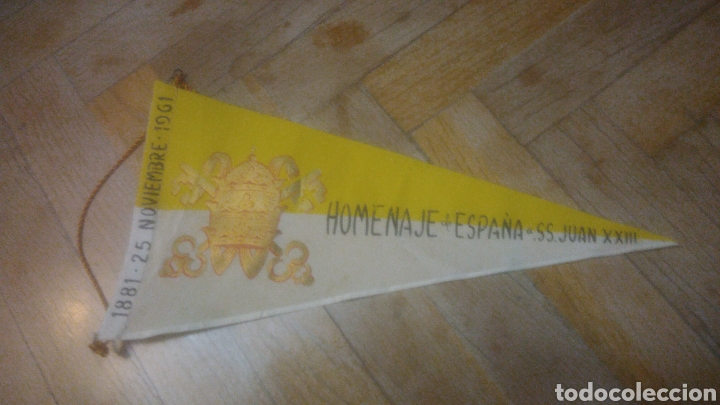 1881 · 25 NOVIEMBRE · 1961
HOMENAJE + ESPAÑA a SS. JUAN XXIII
todocoleccion